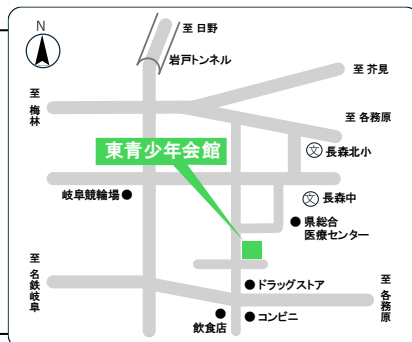 N
至 日野
岩戸トンネル
至 芥見
至 梅林
至 各務原
東青少年会館
文 長森北小
岐阜競輪場
文 長森中
県総合
医療センター
至 名鉄岐阜
ドラッグストア
至 各務原
飲食店
コンビニ